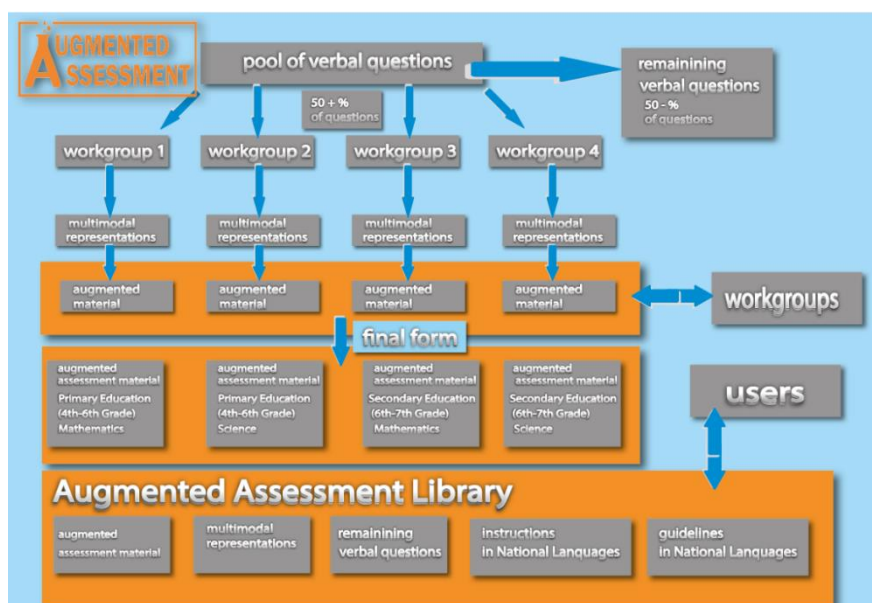 AUGMENTED
ASSESSMENT
pool of verbal questions
remainining
verbal questions
50 - %
of questions
50 + %
of questions
workgroup 1
workgroup 2
workgroup 3
workgroup 4
multimodal
representations
multimodal
representations
multimodal
representations
multimodal
representations
augmented
material
augmented
material
augmented
material
augmented
material
workgroups
final form
augmented
assessment material
Primary Education
(4th-6th Grade)
Mathematics
augmented
assessment material
Primary Education
(4th-6th Grade)
Science
augmented
assessment material
Secondary Education
(6th-7th Grade)
Mathematics
augmented
assessment material
Secondary Education
(6th-7th Grade)
Science
users
Augmented Assessment Library
augmented
assessment material
multimodal
representations
remainining
verbal questions
instructions
in National Languages
guidelines
in National Languages